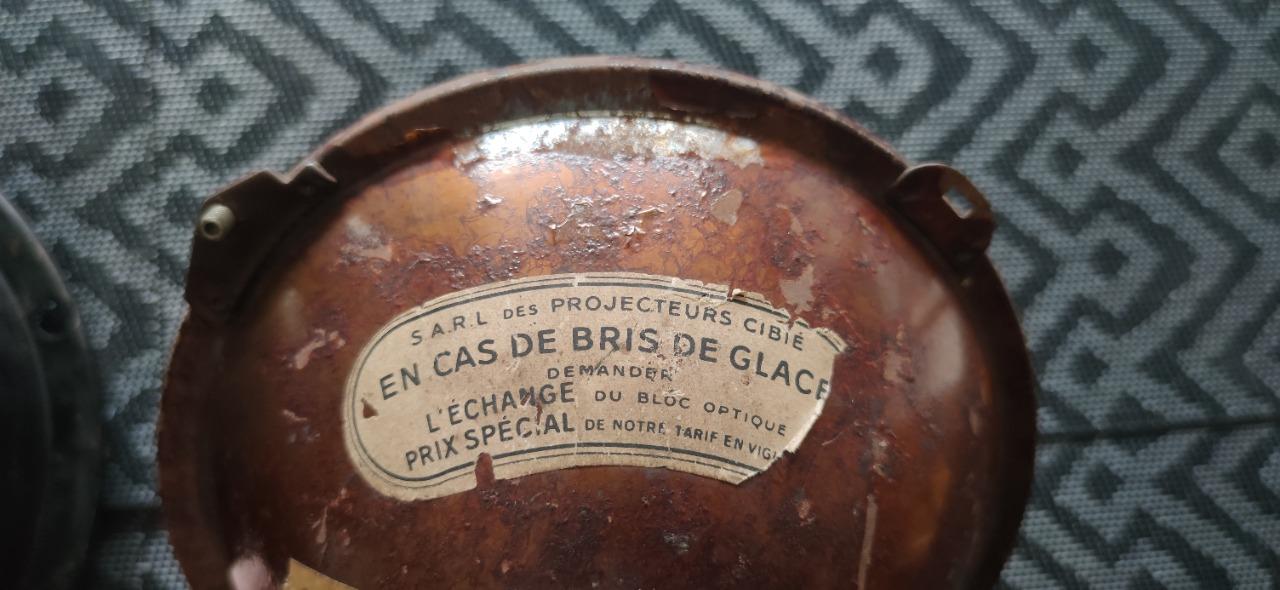 S.A.R.L DES PROJECTEURS CIBIÉ
EN CAS DE BRIS DE GLACE
DEMANDER
L'ÉCHANGE DU BLOC OPTIQUE
PRIX SPÉCIAL DE NOTRE TARIF EN VIG